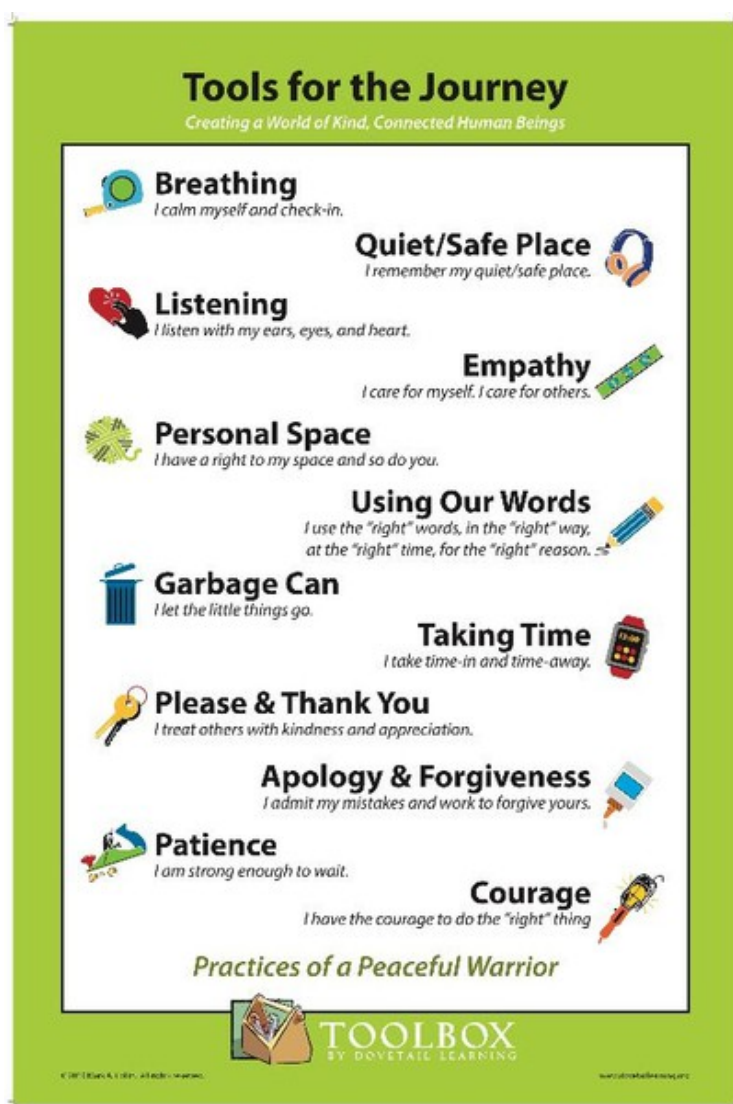 Tools for the Journey
Creating a World of Kind, Connected Human Beings
Breathing
I calm myself and check-in.
Quiet/Safe Place
I remember my quiet/safe place.
Listening
I listen with my ears, eyes, and heart.
Empathy
I care for myself. I care for others.
Personal Space
I have a right to my space and so do you.
Using Our Words
I use the "right" words, in the "right" way,
at the "right" time, for the "right" reason.
Garbage Can
I let the little things go.
Taking Time
I take time-in and time-away.
Please & Thank You
I treat others with kindness and appreciation.
Apology & Forgiveness
I admit my mistakes and work to forgive yours.
Patience
I am strong enough to wait.
Courage
I have the courage to do the "right" thing
Practices of a Peaceful Warrior
TOOLBOX
BY DOVETAIL LEARNING